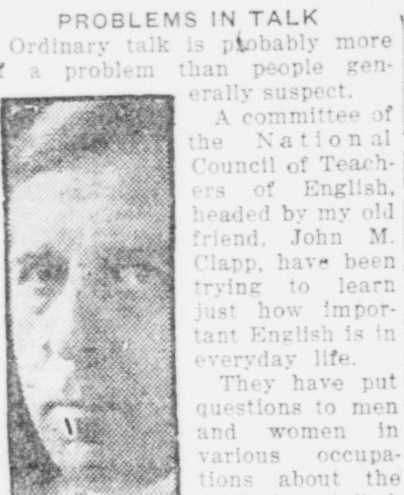 PROBLEMS IN TALK
Ordinary talk is probably more
of a problem than people gen-
erally suspect.
A committee of
the National
Council of Teach-
ers of English,
headed by my old
friend, John M.
Clapp, have been
trying to learn
just how impor-
tant English is in
everyday life.
They have put
questions to men
and women in
various occupa-
tions about the